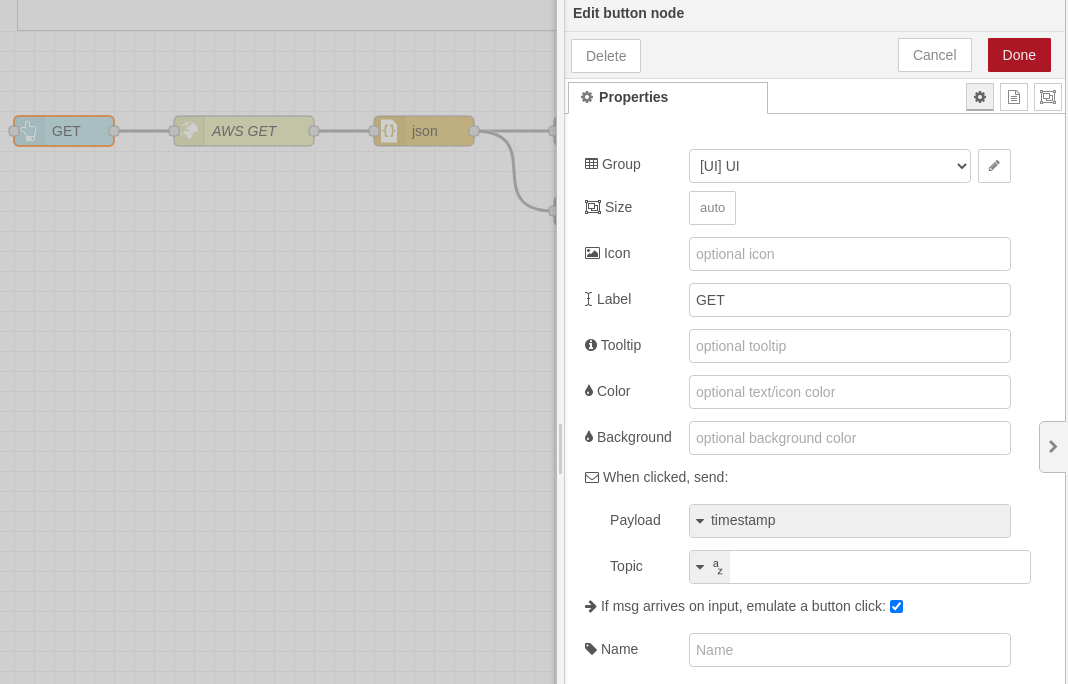 Edit button node
Delete
Cancel
Done
Properties
GET
AWS GET
json
{}
Group
[UI] UI
Size
auto
Icon
optional icon
Label
GET
Tooltip
optional tooltip
Color
optional text/icon color
Background
optional background color
When clicked, send:
Payload
timestamp
Topic
a
z
If msg arrives on input, emulate a button click:
Name
Name